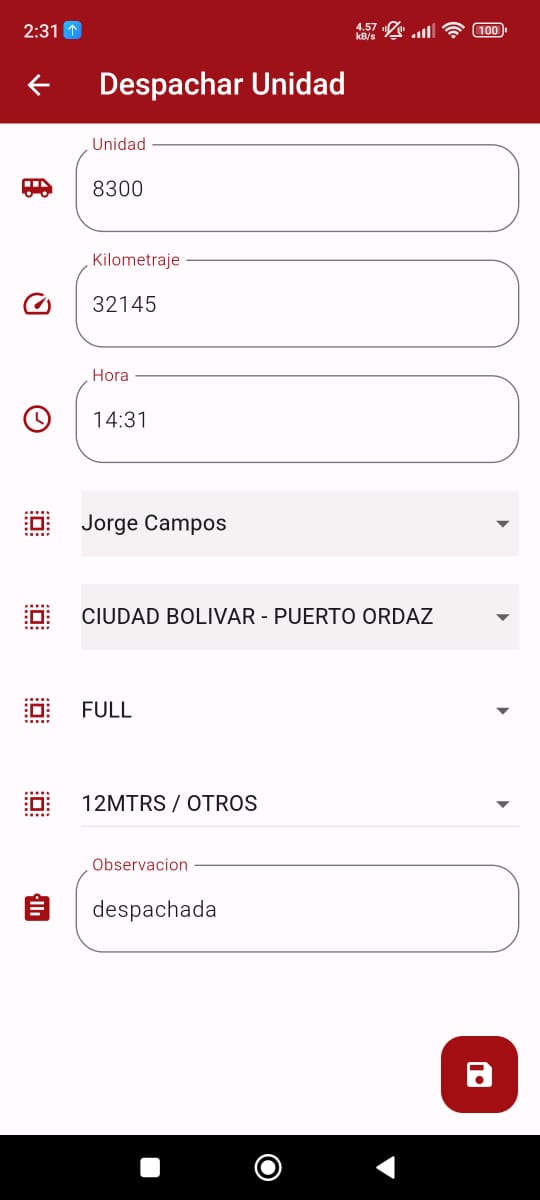 2:31
4.57
kB/s
100
Despachar Unidad
Unidad
8300
Kilometraje
32145
Hora
14:31
Jorge Campos
CIUDAD BOLIVAR - PUERTO ORDAZ
FULL
12MTRS / OTROS
Observacion
despachada